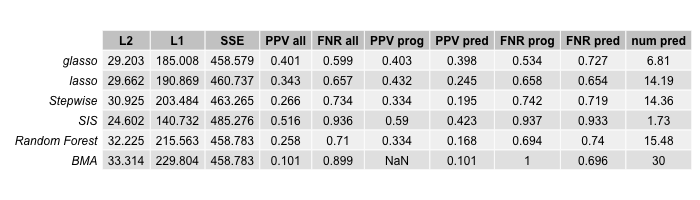 L2 L1 SSE PPV all FNR all PPV prog PPV pred FNR prog FNR pred num pred
glasso 29.203 185.008 458.579 0.401 0.599 0.403 0.398 0.534 0.727 6.81
lasso 29.662 190.869 460.737 0.343 0.657 0.432 0.245 0.658 0.654 14.19
Stepwise 30.925 203.484 463.265 0.266 0.734 0.334 0.195 0.742 0.719 14.36
SIS 24.602 140.732 485.276 0.516 0.936 0.59 0.423 0.937 0.933 1.73
Random Forest 32.225 215.563 458.783 0.258 0.71 0.334 0.168 0.694 0.74 15.48
BMA 33.314 229.804 458.783 0.101 0.899 NaN 0.101 1 0.696 30